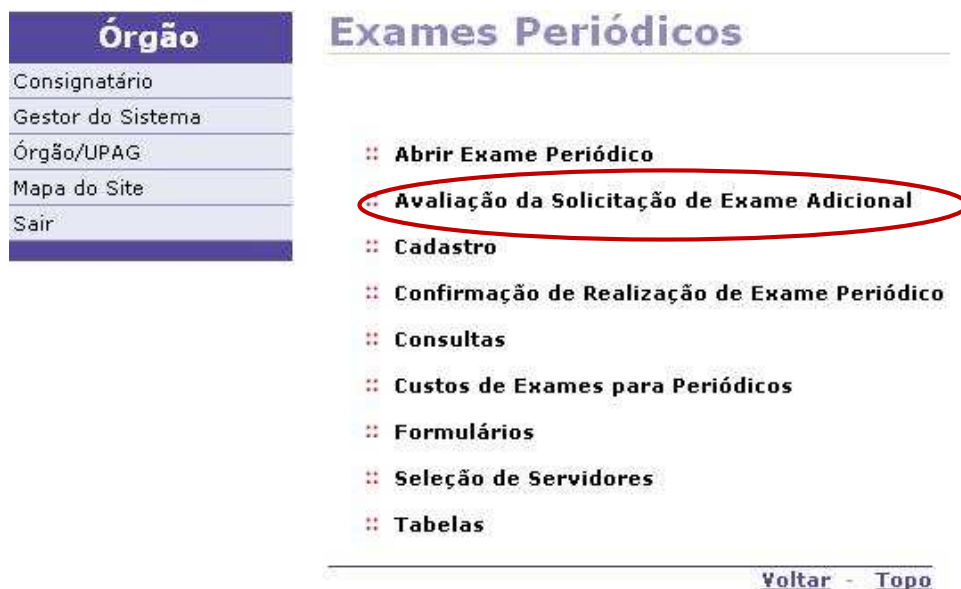 Órgão
Consignatário
Gestor do Sistema
Órgão/UPAG
Mapa do Site
Sair
Exames Periódicos
:: Abrir Exame Periódico
:: Avaliação da Solicitação de Exame Adicional
:: Cadastro
:: Confirmação de Realização de Exame Periódico
:: Consultas
:: Custos de Exames para Periódicos
:: Formulários
:: Seleção de Servidores
:: Tabelas
Voltar - Topo